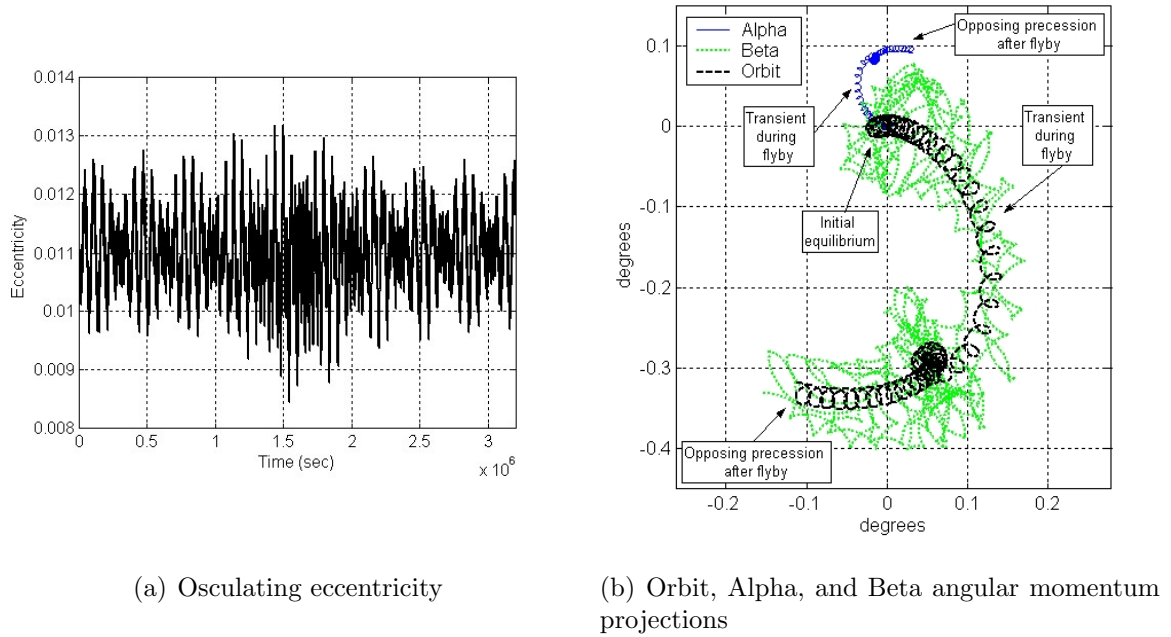 0.014
0.013
0.012
0.011
0.01
0.009
0.008
Eccentricity
0
0.5
1
1.5
2
2.5
3
x 10^6
Time (sec)
(a) Osculating eccentricity
Alpha
Beta
Orbit
Opposing precession
after flyby
Transient
during
flyby
Transient
during
flyby
Initial
equilibrium
Opposing precession
after flyby
0.1
0
-0.1
-0.2
-0.3
-0.4
degrees
-0.2
-0.1
0
0.1
0.2
degrees
(b) Orbit, Alpha, and Beta angular momentum
projections